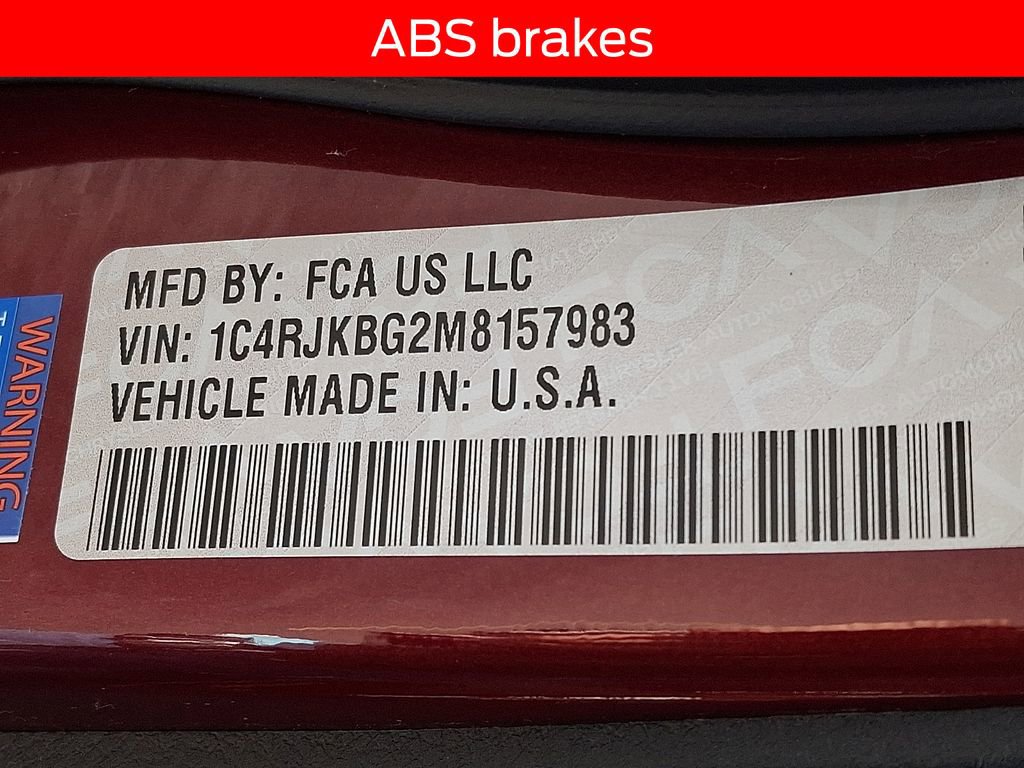 ABS brakes
MFD BY: FCA US LLC
VIN: 1C4RJKBG2M8157983
VEHICLE MADE IN: U.S.A.
WARNING